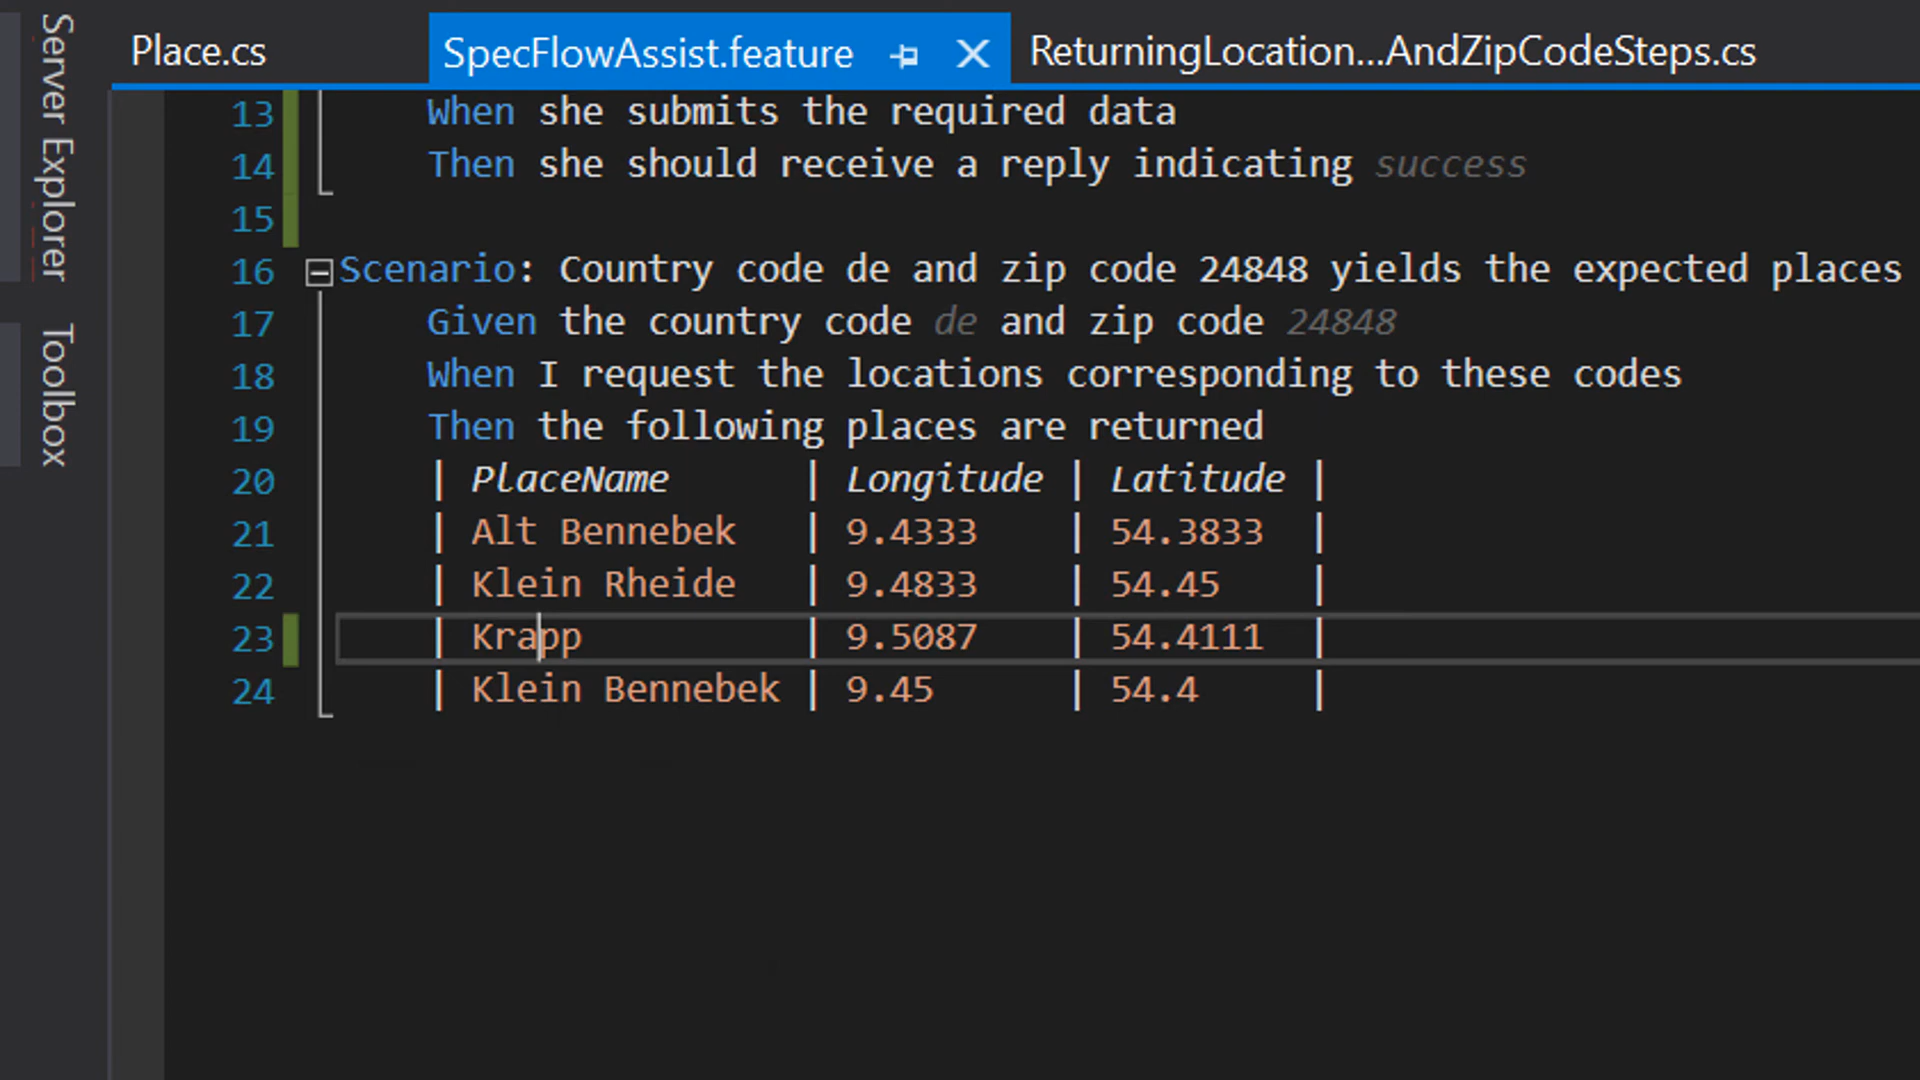 Server Explorer
Toolbox
Place.cs SpecFlowAssist.feature ReturningLocation...AndZipCodeSteps.cs
13 When she submits the required data
14 Then she should receive a reply indicating success
15
16 Scenario: Country code de and zip code 24848 yields the expected places
17 Given the country code de and zip code 24848
18 When I request the locations corresponding to these codes
19 Then the following places are returned
20 | PlaceName | Longitude | Latitude |
21 | Alt Bennebek | 9.4333 | 54.3833 |
22 | Klein Rheide | 9.4833 | 54.45 |
23 | Krapp | 9.5087 | 54.4111 |
24 | Klein Bennebek | 9.45 | 54.4 |